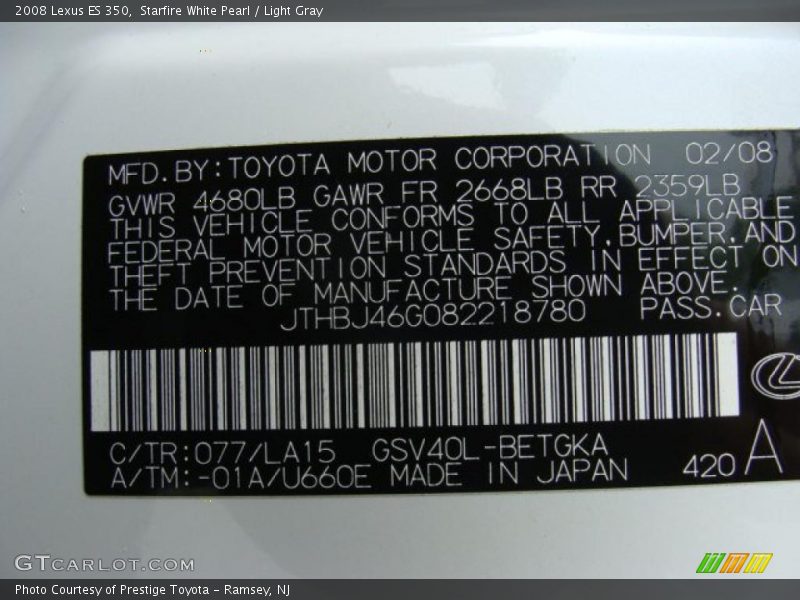 2008 Lexus ES 350,  Starfire White Pearl / Light Gray
MFD. BY: TOYOTA MOTOR CORPORATION 02/08
GVWR 4680LB GAWR FR 2668LB RR 2359LB
THIS VEHICLE CONFORMS TO ALL APPLICABLE
FEDERAL MOTOR VEHICLE SAFETY, BUMPER, AND
THEFT PREVENTION STANDARDS IN EFFECT ON
THE DATE OF MANUFACTURE SHOWN ABOVE.
JTHBJ46G082218780 PASS. CAR
C/TR: 077/LA15 GSV40L-BETGKA
A/TM: -01A/U660E MADE IN JAPAN 420 A
GTCARLOT.COM
Photo Courtesy of Prestige Toyota - Ramsey, NJ